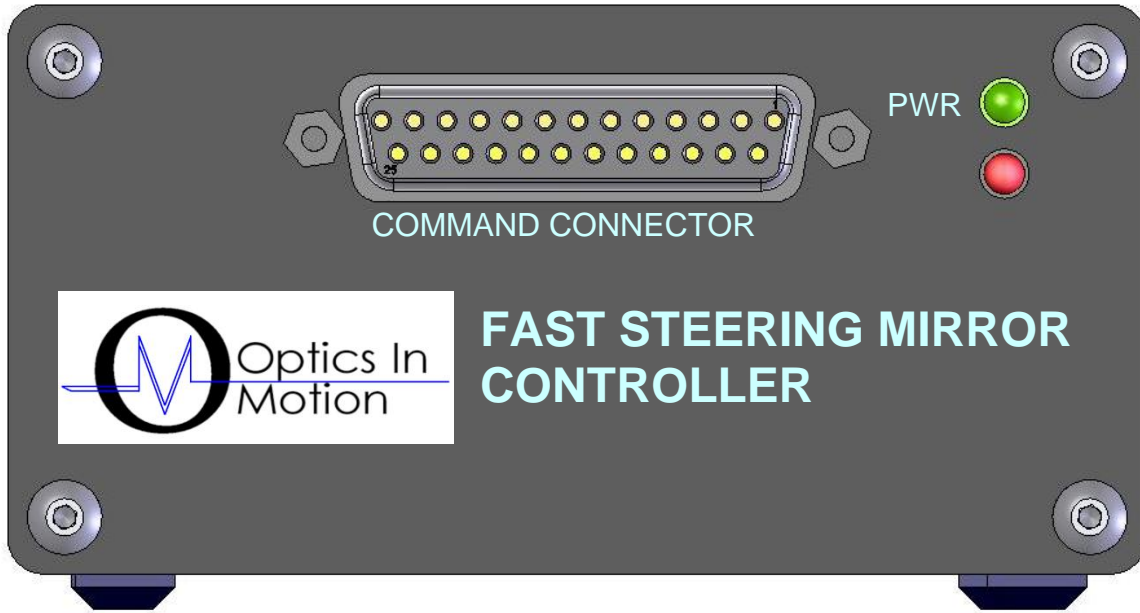 1
PWR
25
COMMAND CONNECTOR
Optics In
Motion
FAST STEERING MIRROR
CONTROLLER